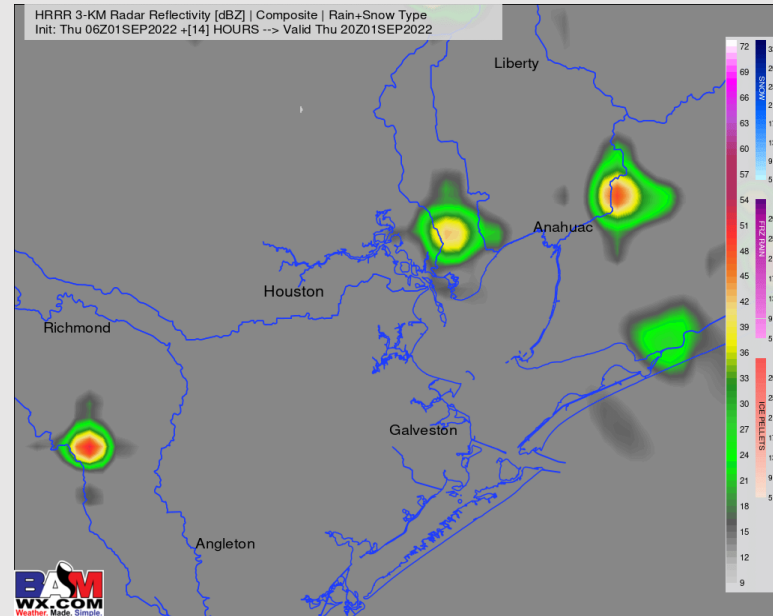 HRRR 3-KM Radar Reflectivity [dBZ] | Composite | Rain+Snow Type
Init: Thu 06Z01SEP2022 +[14] HOURS --> Valid Thu 20Z01SEP2022
Liberty
Anahuac
Houston
Richmond
Galveston
Angleton
72
69
66
63
60
57
54
51
48
45
42
39
36
33
30
27
24
21
18
15
12
9
SNOW
FRZ RAIN
ICE PELLETS
BAM
WX.COM
Weather. Made. Simple.